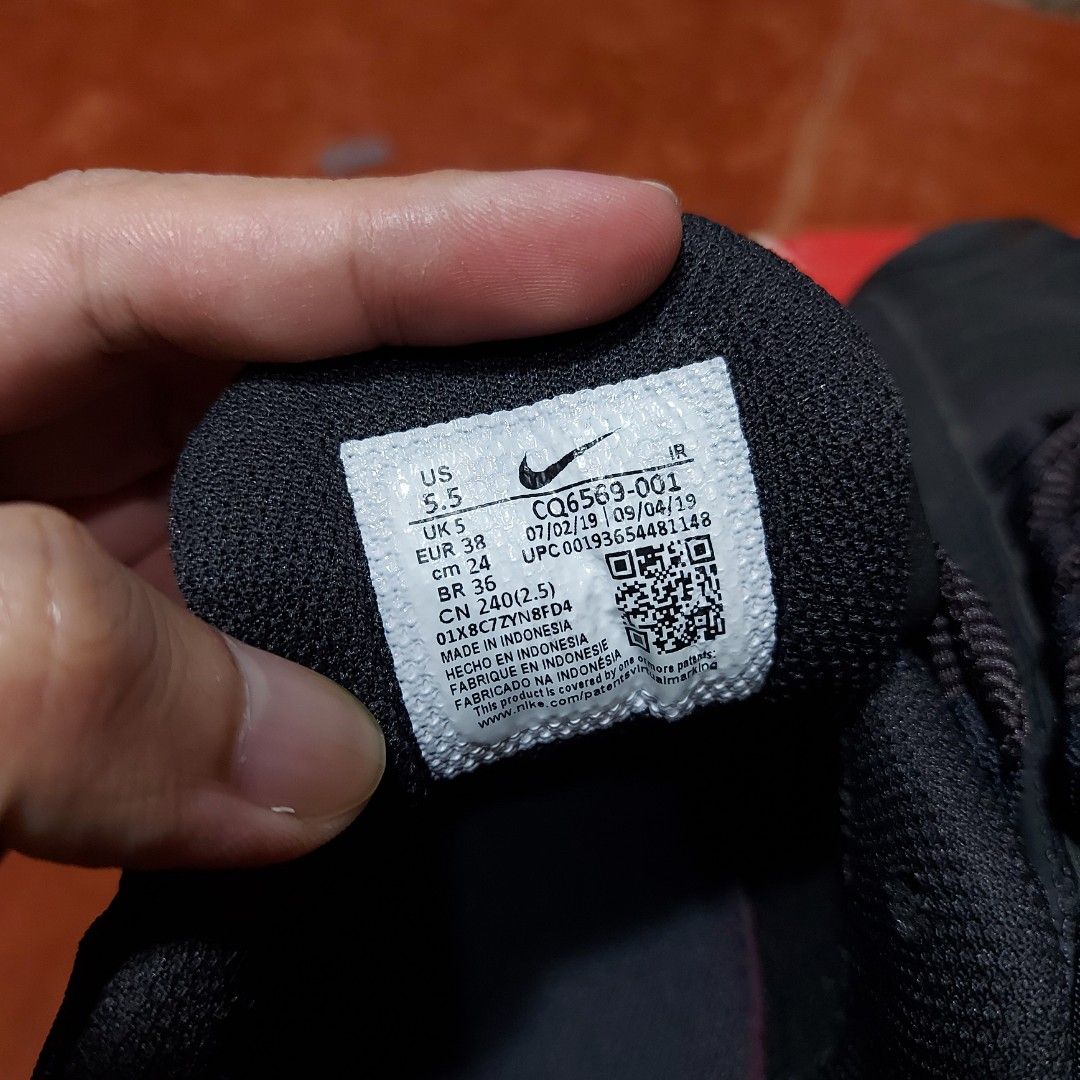 US
5.5
IR
UK 5
CQ6569-001
EUR 38
07/02/19 | 09/04/19
cm 24
UPC 00193654481148
BR 36
CN 240(2.5)
01X8C7ZYN8FD4
MADE IN INDONESIA
HECHO EN INDONESIA
FABRIQUE EN INDONESIE
FABRICADO NA INDONÉSIA
This product is covered by one or more patents:
www.nike.com/patentsvirtualmarking